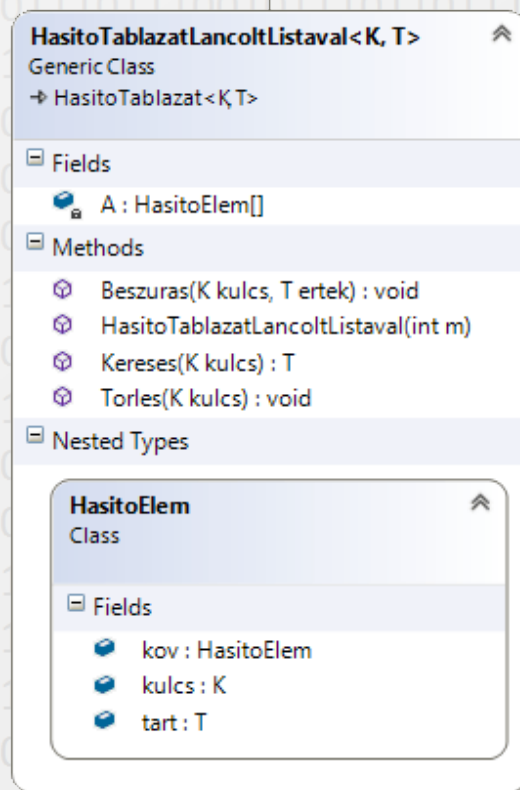 HasitoTablazatLancoltListaval<K, T>
Generic Class
HasitoTablazat<K, T>
Fields
A : HasitoElem[]
Methods
Beszuras(K kulcs, T ertek) : void
HasitoTablazatLancoltListaval(int m)
Kereses(K kulcs) : T
Torles(K kulcs) : void
Nested Types
HasitoElem
Class
Fields
kov : HasitoElem
kulcs : K
tart : T